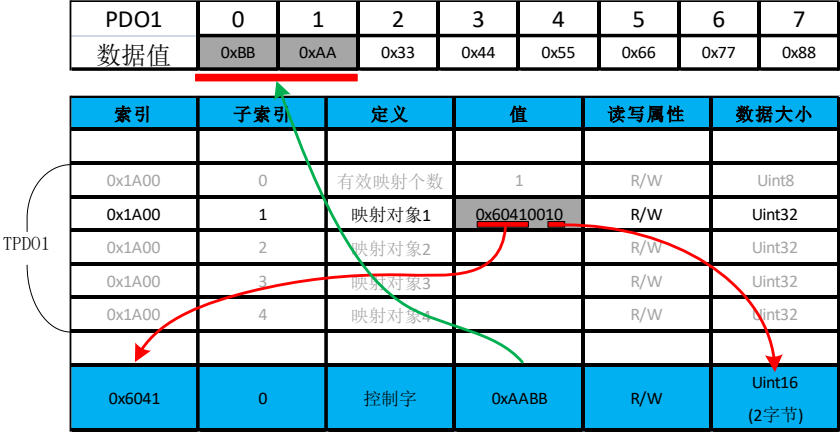 PDO1 0 1 2 3 4 5 6 7
数据值 0xBB 0xAA 0x33 0x44 0x55 0x66 0x77 0x88
索引 子索引 定义 值 读写属性 数据大小
0x1A00 0 有效映射个数 1 R/W Uint8
0x1A00 1 映射对象1 0x60410010 R/W Uint32
TPDO1
0x1A00 2 映射对象2 R/W Uint32
0x1A00 3 映射对象3 R/W Uint32
0x1A00 4 映射对象4 R/W Uint32
0x6041 0 控制字 0xAABB R/W Uint16
(2字节)